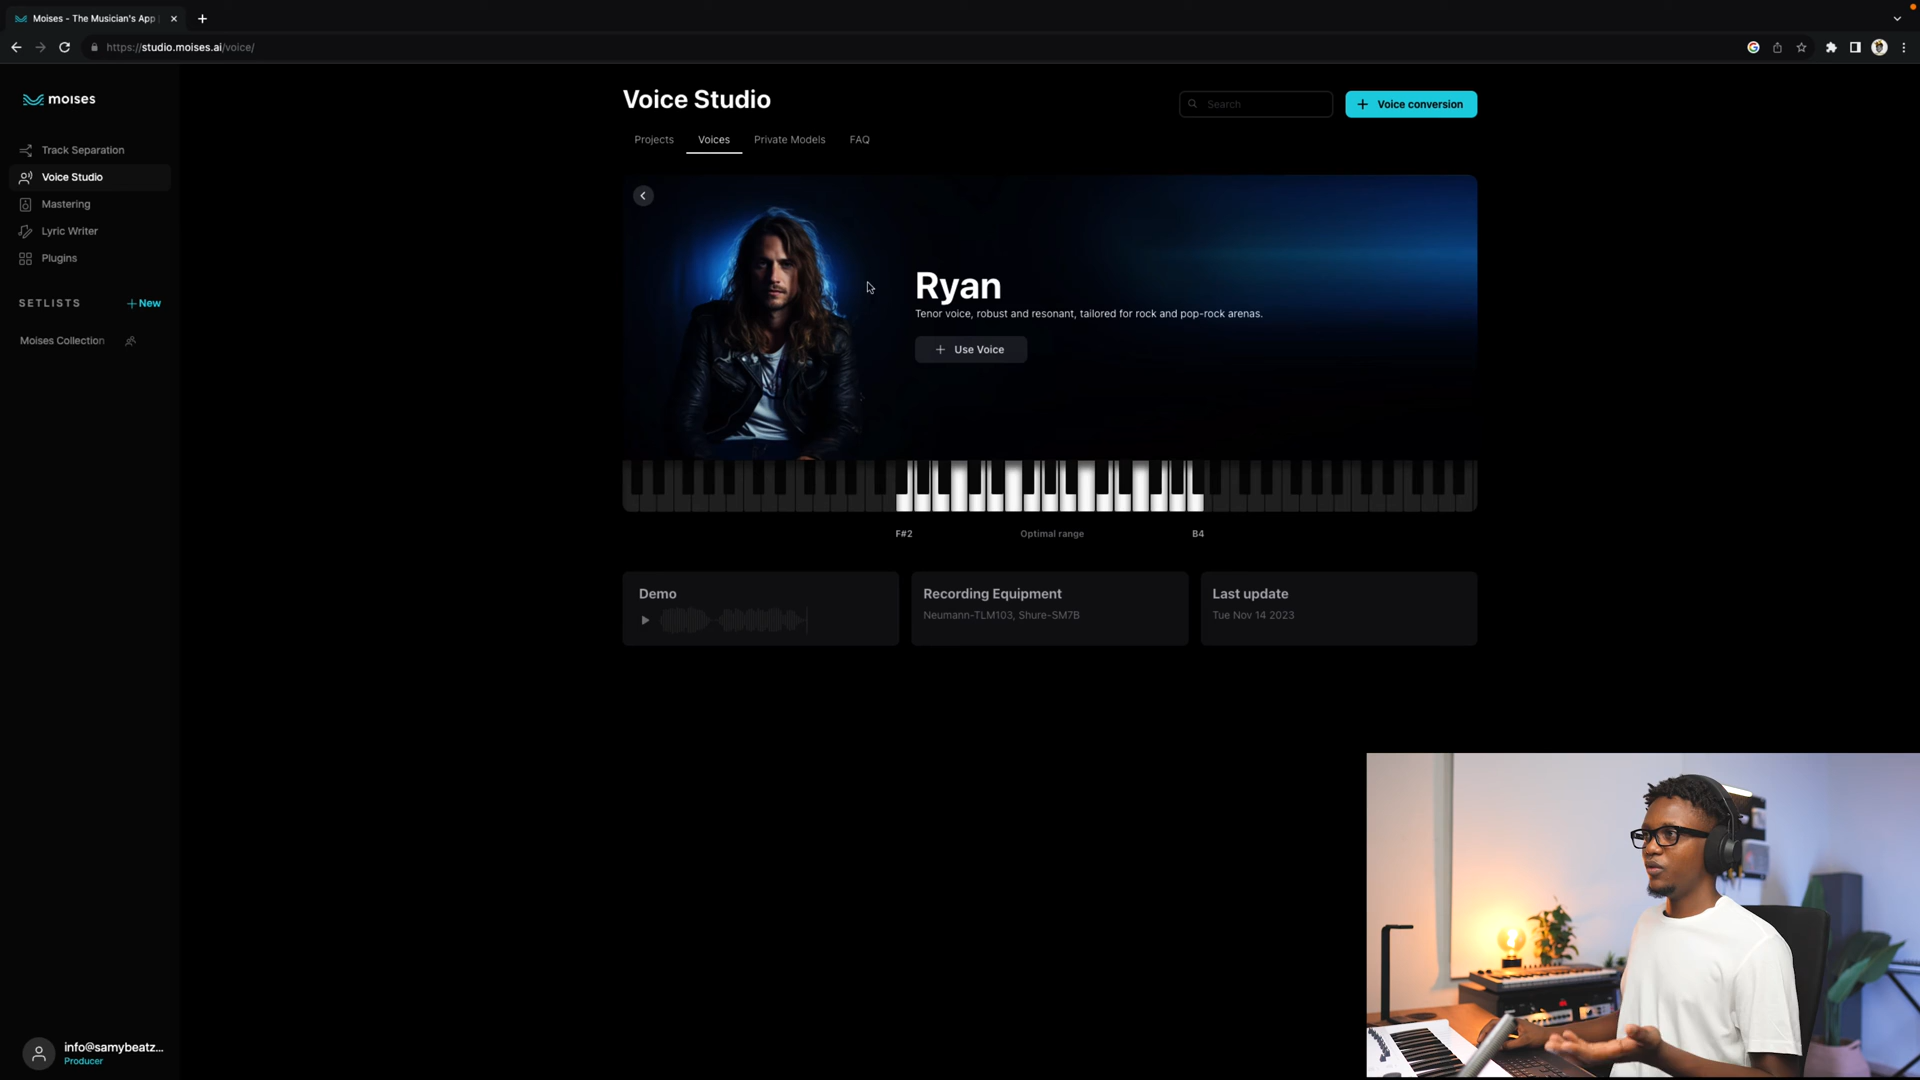 Moises - The Musician's App
https://studio.moises.ai/voice/
moises
Track Separation
Voice Studio
Mastering
Lyric Writer
Plugins
SETLISTS
New
Moises Collection
Voice Studio
Search
Voice conversion
Projects
Voices
Private Models
FAQ
Ryan
Tenor voice, robust and resonant, tailored for rock and pop-rock arenas.
Use Voice
F#2
Optimal range
B4
Demo
Recording Equipment
Neumann-TLM103, Shure-SM7B
Last update
Tue Nov 14 2023
info@samybeatz...
Producer